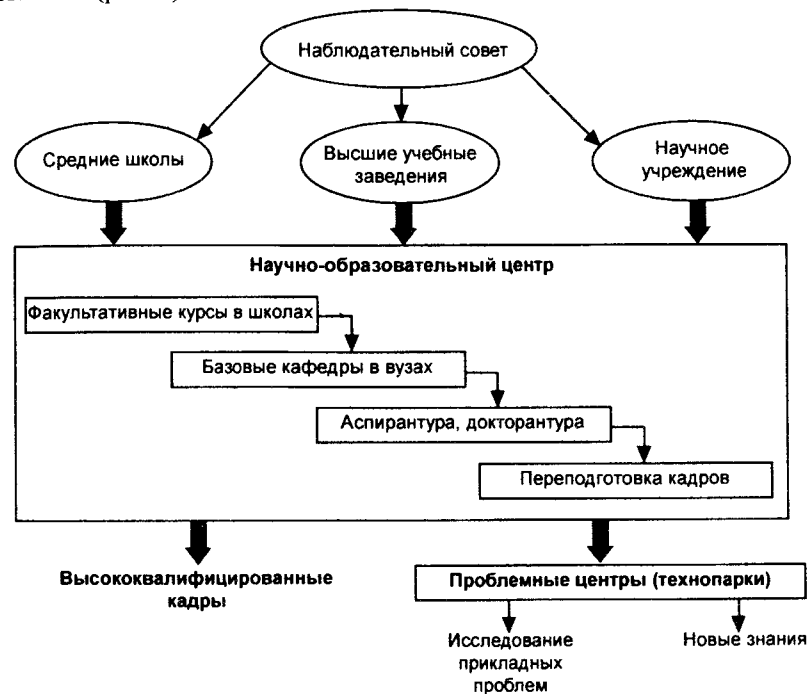 Наблюдательный совет
Средние школы
Высшие учебные
заведения
Научное
учреждение
Научно-образовательный центр
Факультативные курсы в школах
Базовые кафедры в вузах
Аспирантура, докторантура
Переподготовка кадров
Высококвалифицированные
кадры
Проблемные центры (технопарки)
Исследование
прикладных
проблем
Новые знания